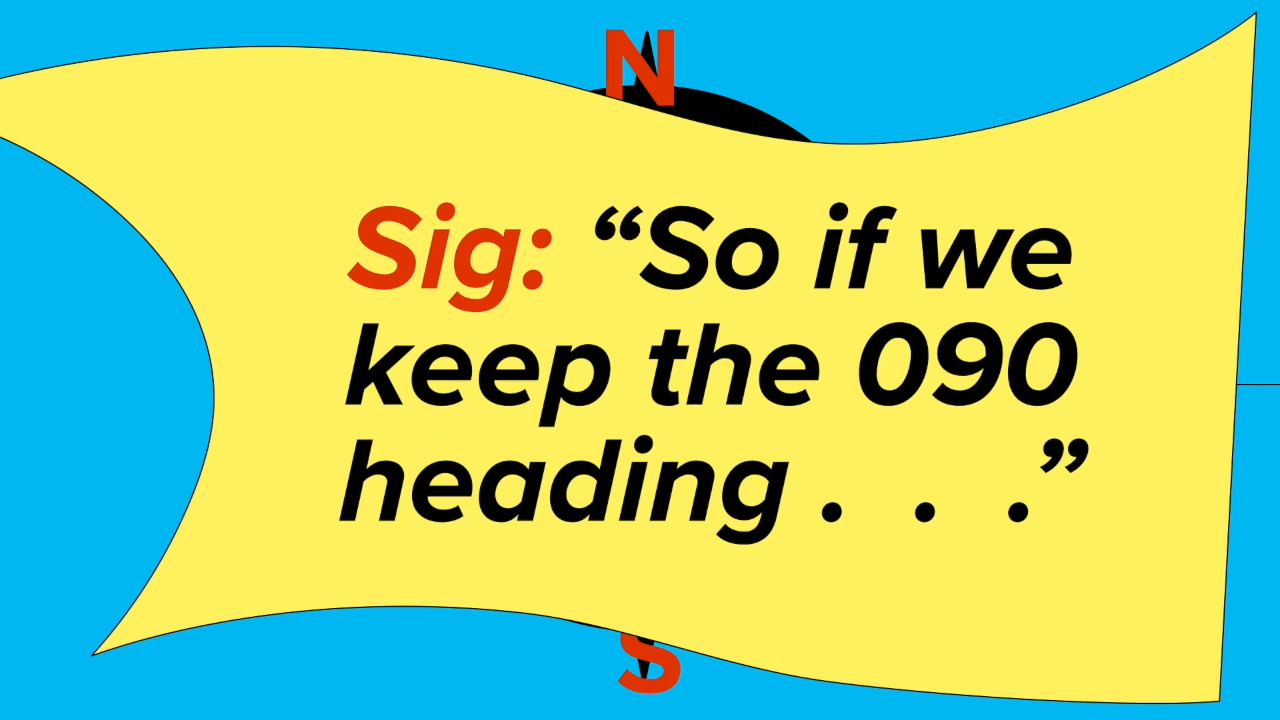 N
Sig: “So if we
keep the 090
heading . . .”
S